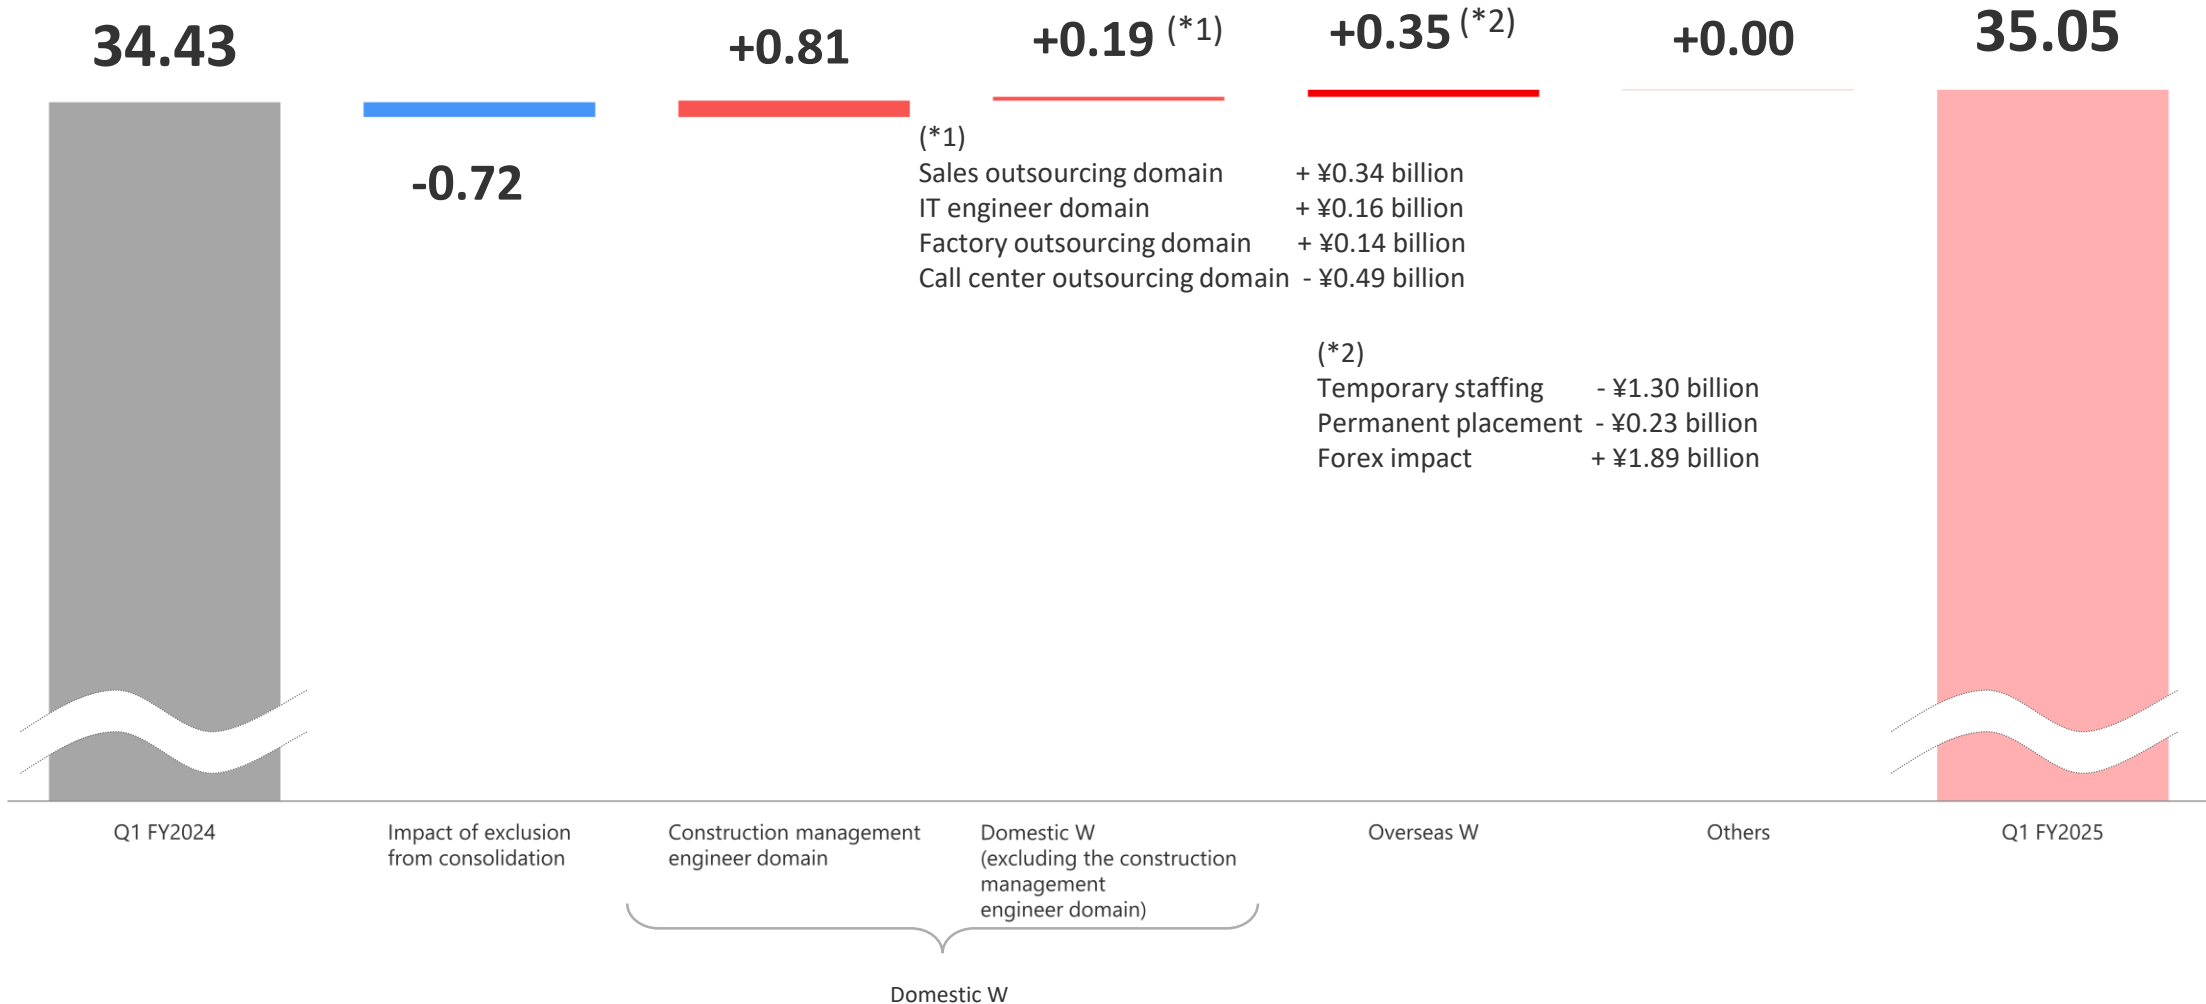 34.43
-0.72
+0.81
+0.19 (*1)
+0.35 (*2)
+0.00
35.05
(*1)
Sales outsourcing domain + ¥0.34 billion
IT engineer domain + ¥0.16 billion
Factory outsourcing domain + ¥0.14 billion
Call center outsourcing domain - ¥0.49 billion
(*2)
Temporary staffing - ¥1.30 billion
Permanent placement - ¥0.23 billion
Forex impact + ¥1.89 billion
Q1 FY2024
Impact of exclusion
from consolidation
Construction management
engineer domain
Domestic W
(excluding the construction
management
engineer domain)
Overseas W
Others
Q1 FY2025
Domestic W